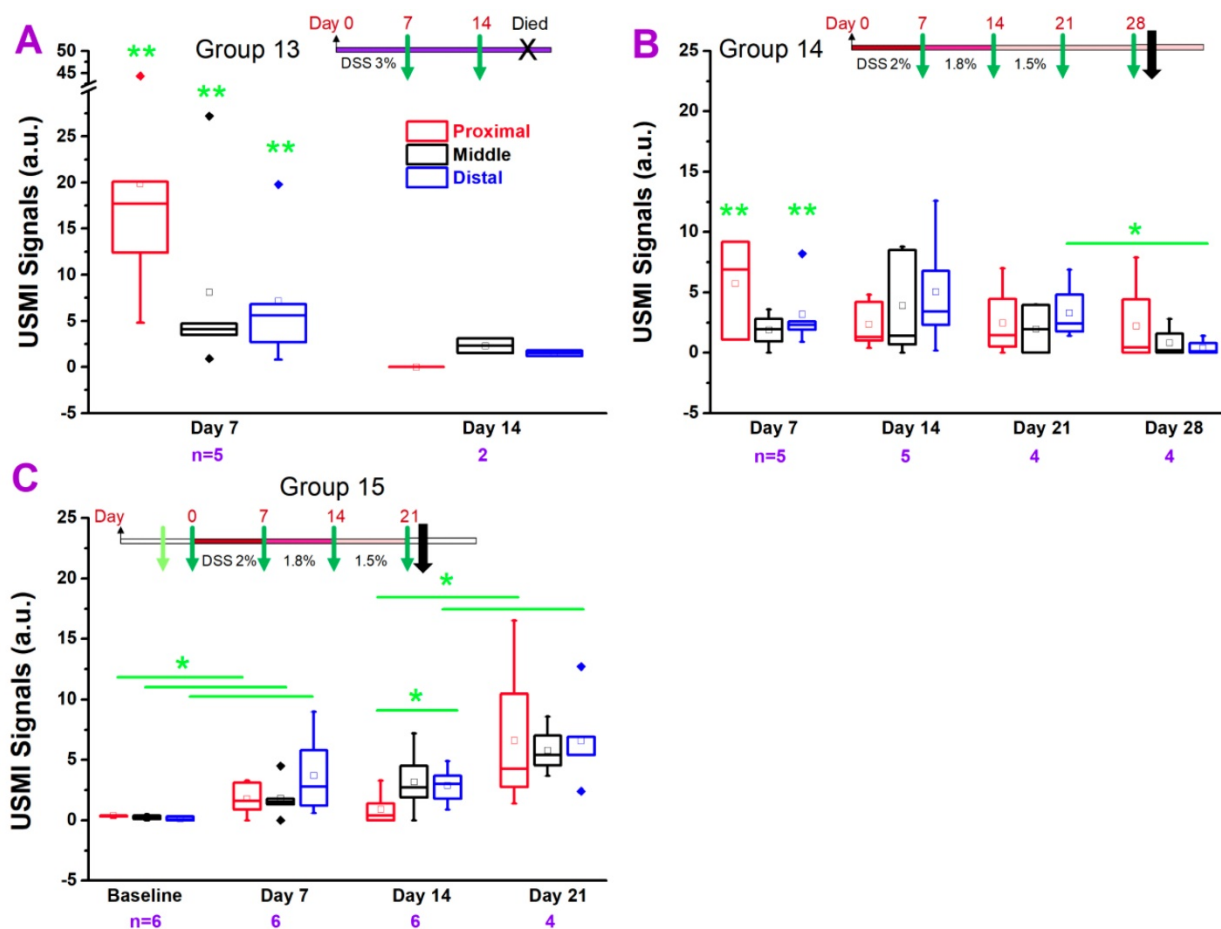 A
Group 13
Day 0 7 14 Died
X
DSS 3%
** ** **
USMI Signals (a.u.)
50
45
25
20
15
10
5
0
-5
Proximal
Middle
Distal
Day 7 Day 14
n=5 2
B
Group 14
Day 0 7 14 21 28
DSS 2% 1.8% 1.5%
** ** *
USMI Signals (a.u.)
25
20
15
10
5
0
-5
Day 7 Day 14 Day 21 Day 28
n=5 5 4 4
C
Group 15
Day 0 7 14 21
DSS 2% 1.8% 1.5%
* * *
USMI Signals (a.u.)
25
20
15
10
5
0
-5
Baseline Day 7 Day 14 Day 21
n=6 6 6 4